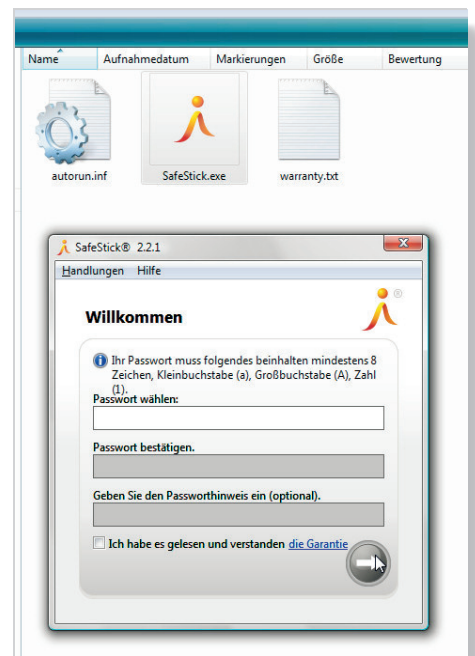 Name Aufnahmedatum Markierungen Größe Bewertung
autorun.inf SafeStick.exe warranty.txt
SafeStick® 2.2.1
Handlungen Hilfe
Willkommen
®
Ihr Passwort muss folgendes beinhalten mindestens 8
Zeichen, Kleinbuchstabe (a), Großbuchstabe (A), Zahl
(1).
Passwort wählen:
Passwort bestätigen.
Geben Sie den Passworthinweis ein (optional).
Ich habe es gelesen und verstanden die Garantie